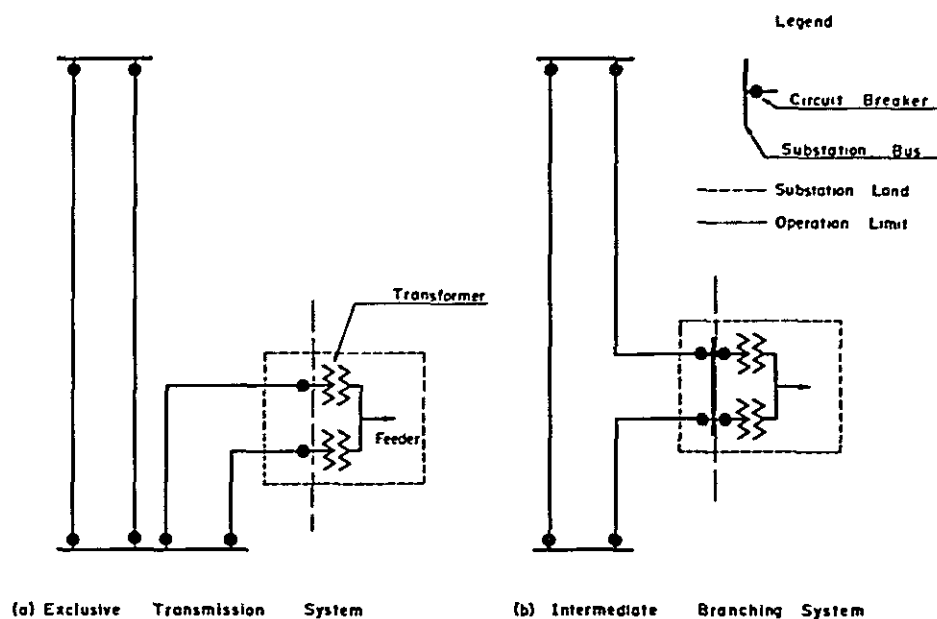 Legend
Circuit Breaker
Substation Bus
Substation Land
Operation Limit
Transformer
Feeder
(a) Exclusive Transmission System
(b) Intermediate Branching System